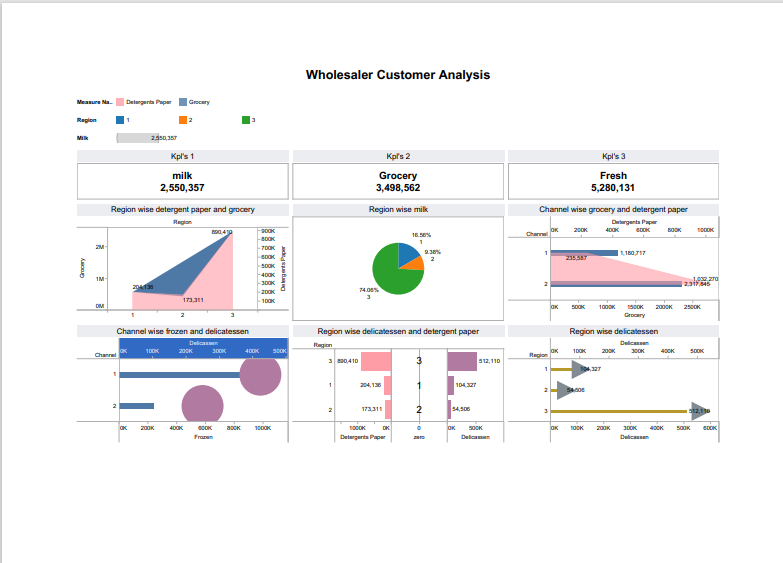 Wholesaler Customer Analysis
Measure Na.. Detergents Paper Grocery
Region 1 2 3
Milk 2,550,357
Kpl's 1 Kpl's 2 Kpl's 3
milk Grocery Fresh
2,550,357 3,498,562 5,280,131
Region wise detergent paper and grocery
Region
890,410
204,136
173,311
2M
1M
0M
Grocery
900K
800K
700K
600K
500K
400K
300K
200K
100K
Detergents Paper
1 2 3
Region wise milk
16.56%
1
9.38%
2
74.06%
3
Channel wise grocery and detergent paper
Detergents Paper
Channel 0K 200K 400K 600K 800K 1000K
1 1,180,717
235,587
1,032,270
2 2,317,845
0K 500K 1000K 1500K 2000K 2500K
Grocery
Channel wise frozen and delicatessen
Delicassen
Channel 0K 100K 200K 300K 400K 500K
1
2
0K 200K 400K 600K 800K 1000K
Frozen
Region wise delicatessen and detergent paper
Region
3 890,410 3 512,110
1 204,136 1 104,327
2 173,311 2 54,506
1000K 0K 0 0K 500K
Detergents Paper zero Delicassen
Region wise delicatessen
Delicassen
Region 0K 100K 200K 300K 400K 500K
1 104,327
2 54,506
3 512,110
0K 100K 200K 300K 400K 500K 600K
Delicassen